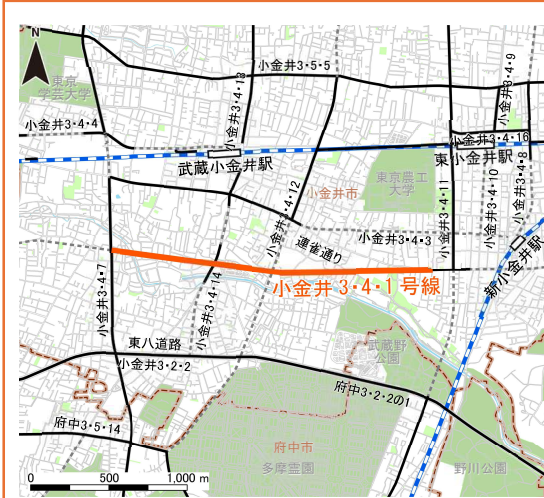 N
小金井3・4・9
小金井3・5・5
小金井3・4・13
東京
学芸大学
小金井3・4・4
小金井3・4・16
東小金井駅
武蔵小金井駅
小金井3・4・8
小金井3・4・10
小金井3・4・11
東京農工
大学
小金井市
小金井3・4・12
小金井3・4・3
連雀通り
新小金井駅
小金井3・4・7
小金井3・4・14
小金井3・4・1号線
東八道路
小金井3・2・2
武蔵野
公園
府中3・2・2の1
府中3・5・14
府中市
多摩霊園
野川公園
0 500 1,000 m